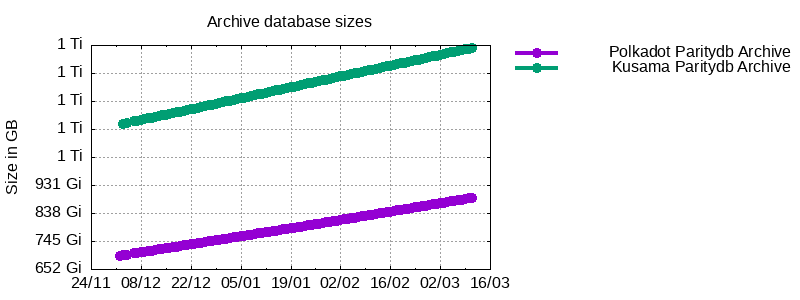 Archive database sizes
Polkadot Paritydb Archive
Kusama Paritydb Archive
Size in GB
1 Ti
1 Ti
1 Ti
1 Ti
1 Ti
931 Gi
838 Gi
745 Gi
652 Gi
24/11 08/12 22/12 05/01 19/01 02/02 16/02 02/03 16/03